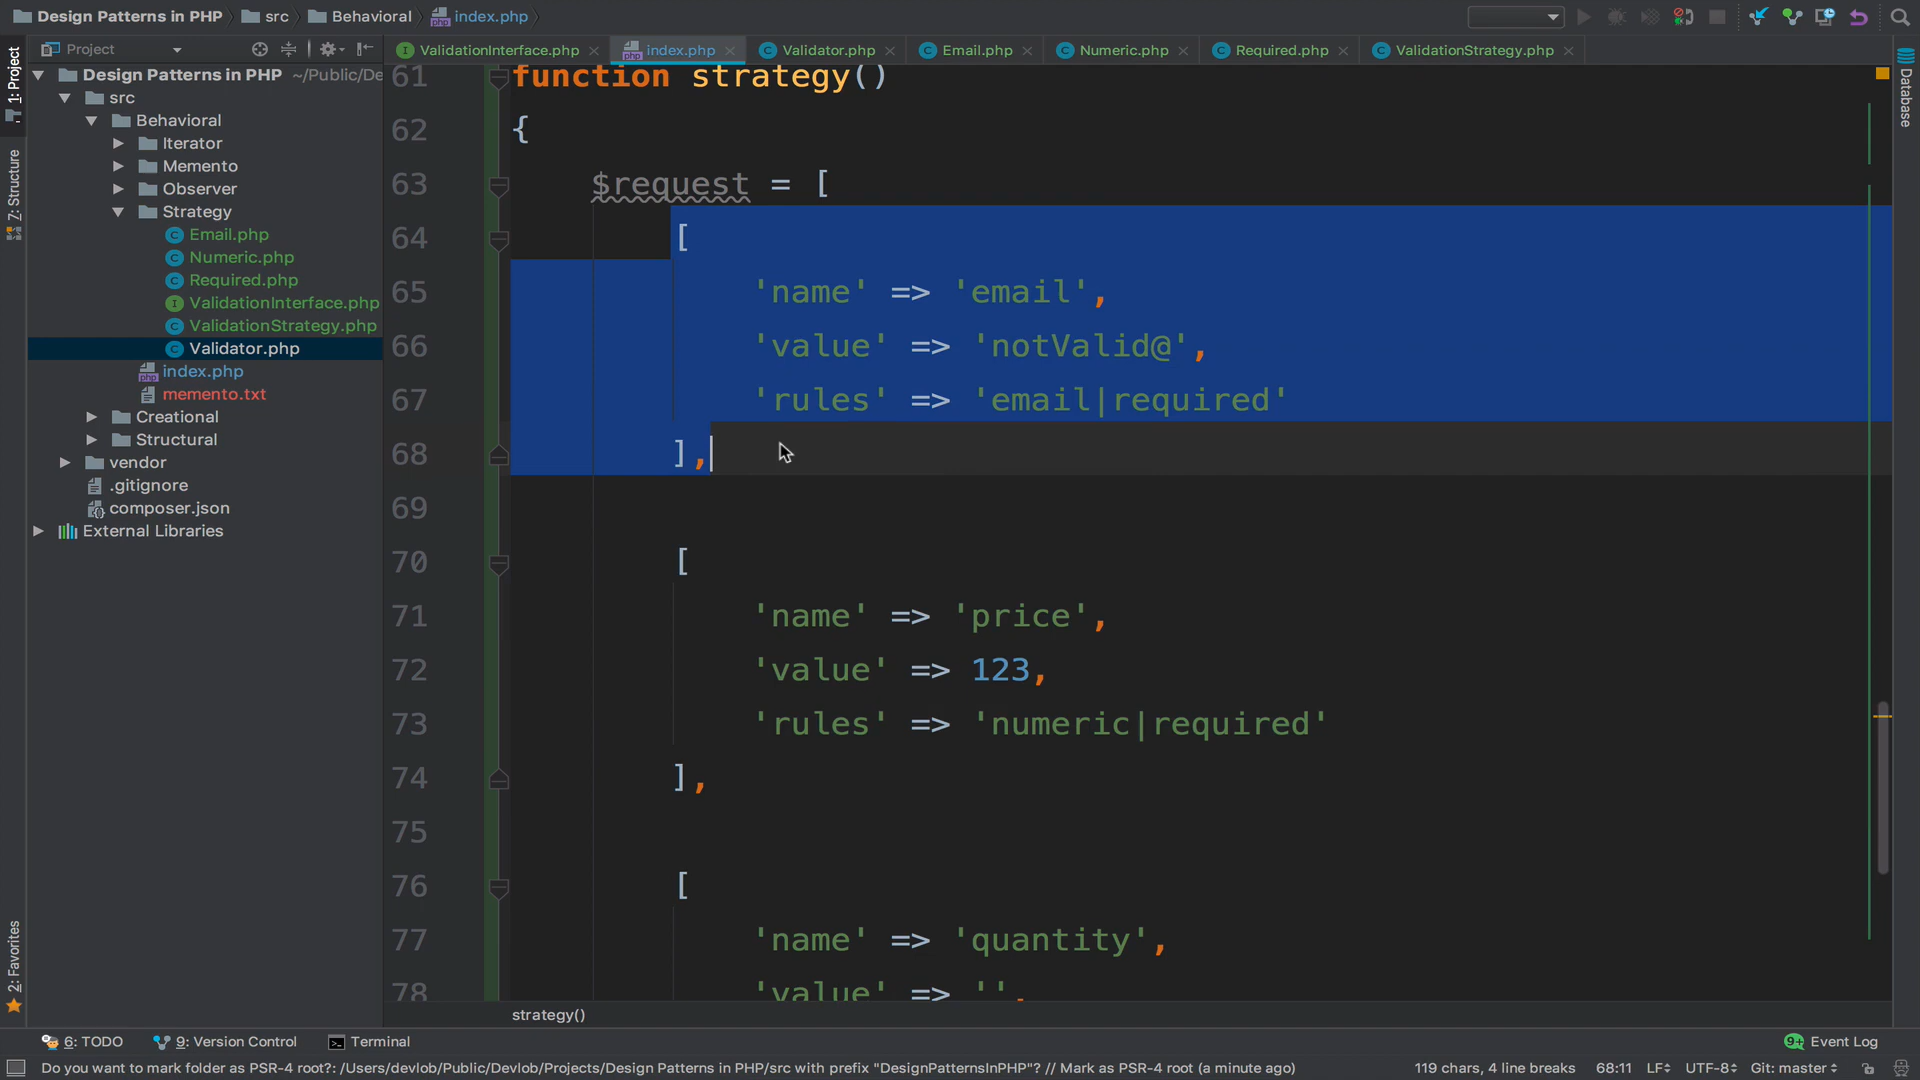 Design Patterns in PHP src Behavioral index.php
Project
ValidationInterface.php index.php Validator.php Email.php Numeric.php Required.php ValidationStrategy.php
1: Project
7: Structure
2: Favorites
Database
Design Patterns in PHP ~/Public/De
src
Behavioral
Iterator
Memento
Observer
Strategy
Email.php
Numeric.php
Required.php
ValidationInterface.php
ValidationStrategy.php
Validator.php
index.php
memento.txt
Creational
Structural
vendor
.gitignore
composer.json
External Libraries
61 function strategy()
62 {
63 $request = [
64 [
65 'name' => 'email',
66 'value' => 'notValid@',
67 'rules' => 'email|required'
68 ],
69
70 [
71 'name' => 'price',
72 'value' => 123,
73 'rules' => 'numeric|required'
74 ],
75
76 [
77 'name' => 'quantity',
78 'value' => '',
strategy()
6: TODO 9: Version Control Terminal 9+ Event Log
Do you want to mark folder as PSR-4 root?: /Users/devlob/Public/Devlob/Projects/Design Patterns in PHP/src with prefix "DesignPatternsInPHP"? // Mark as PSR-4 root (a minute ago) 119 chars, 4 line breaks 68:11 LF UTF-8 Git: master